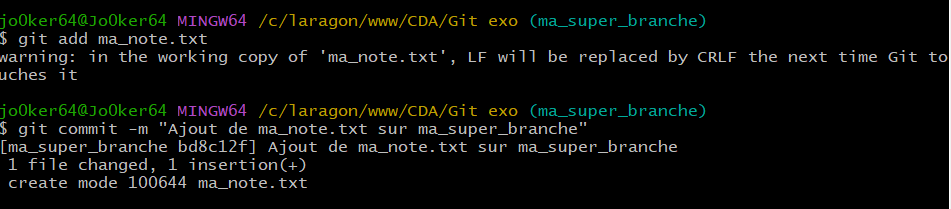 jo0ker64@Jo0ker64 MINGW64 /c/laragon/www/CDA/Git exo (ma_super_branche)
$ git add ma_note.txt
warning: in the working copy of 'ma_note.txt', LF will be replaced by CRLF the next time Git to
uches it
jo0ker64@Jo0ker64 MINGW64 /c/laragon/www/CDA/Git exo (ma_super_branche)
$ git commit -m "Ajout de ma_note.txt sur ma_super_branche"
[ma_super_branche bd8c12f] Ajout de ma_note.txt sur ma_super_branche
 1 file changed, 1 insertion(+)
 create mode 100644 ma_note.txt